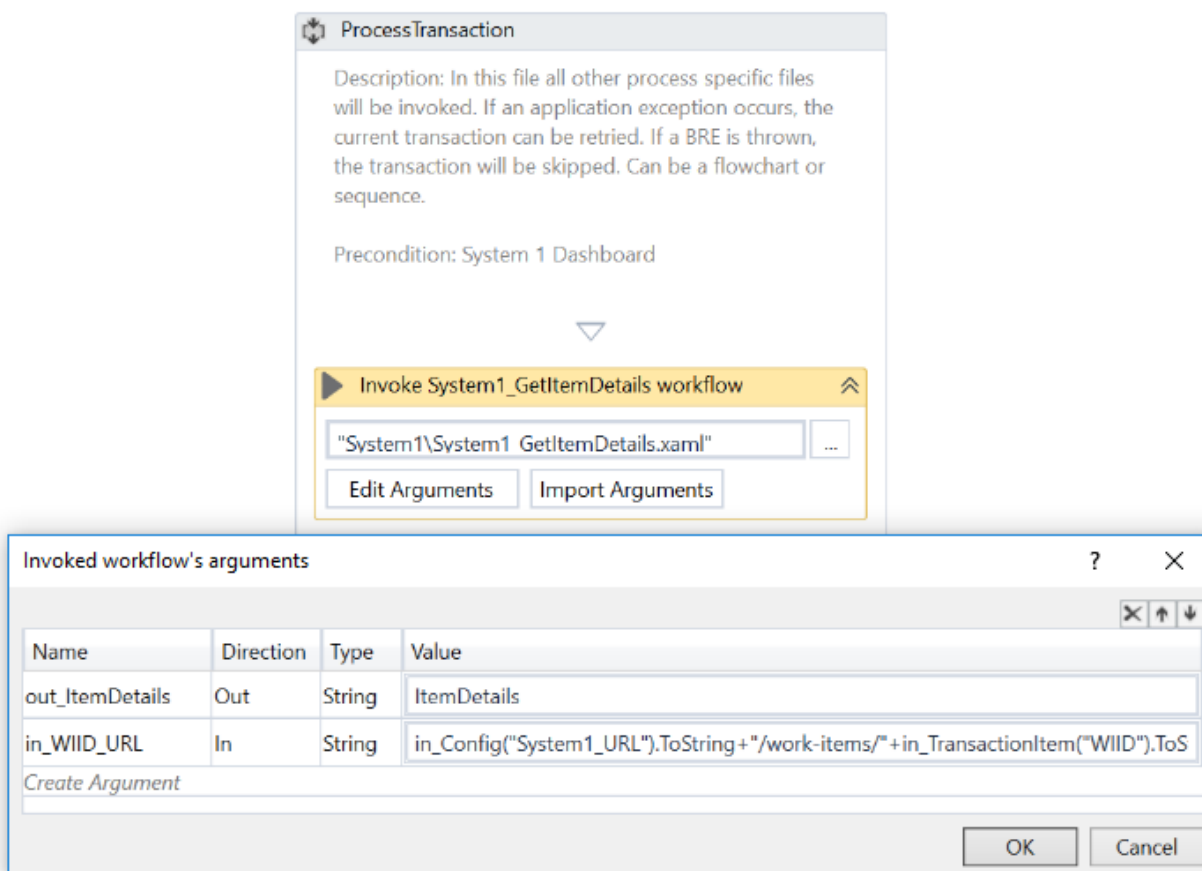 ProcessTransaction
Description: In this file all other process specific files
will be invoked. If an application exception occurs, the
current transaction can be retried. If a BRE is thrown,
the transaction will be skipped. Can be a flowchart or
sequence.
Precondition: System 1 Dashboard
Invoke System1_GetItemDetails workflow
"System1\System1_GetItemDetails.xaml"
...
Edit Arguments Import Arguments
Invoked workflow's arguments ?
Name Direction Type Value
out_ItemDetails Out String ItemDetails
in_WIID_URL In String in_Config("System1_URL").ToString+"/work-items/"+in_TransactionItem("WIID").ToS
Create Argument
OK Cancel